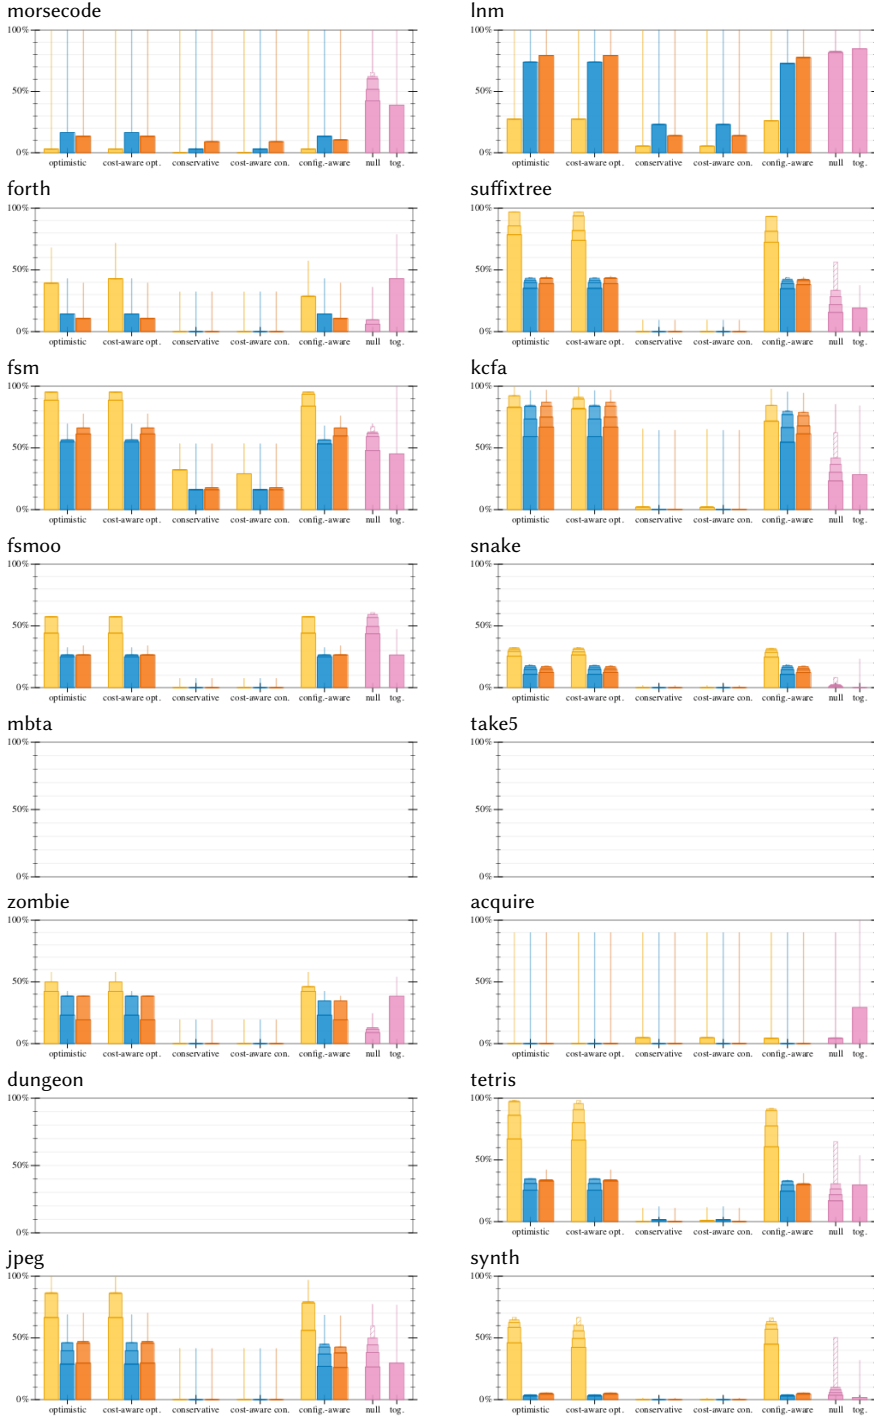 morsecode
100%
50%
0%
optimistic cost-aware opt. conservative cost-aware con. config.-aware null tog.
lnm
100%
50%
0%
optimistic cost-aware opt. conservative cost-aware con. config.-aware null tog.
forth
100%
50%
0%
optimistic cost-aware opt. conservative cost-aware con. config.-aware null tog.
suffixtree
100%
50%
0%
optimistic cost-aware opt. conservative cost-aware con. config.-aware null tog.
fsm
100%
50%
0%
optimistic cost-aware opt. conservative cost-aware con. config.-aware null tog.
kcfa
100%
50%
0%
optimistic cost-aware opt. conservative cost-aware con. config.-aware null tog.
fsmoo
100%
50%
0%
optimistic cost-aware opt. conservative cost-aware con. config.-aware null tog.
snake
100%
50%
0%
optimistic cost-aware opt. conservative cost-aware con. config.-aware null tog.
mbta
100%
50%
0%
take5
100%
50%
0%
zombie
100%
50%
0%
optimistic cost-aware opt. conservative cost-aware con. config.-aware null tog.
acquire
100%
50%
0%
optimistic cost-aware opt. conservative cost-aware con. config.-aware null tog.
dungeon
100%
50%
0%
tetris
100%
50%
0%
optimistic cost-aware opt. conservative cost-aware con. config.-aware null tog.
jpeg
100%
50%
0%
optimistic cost-aware opt. conservative cost-aware con. config.-aware null tog.
synth
100%
50%
0%
optimistic cost-aware opt. conservative cost-aware con. config.-aware null tog.